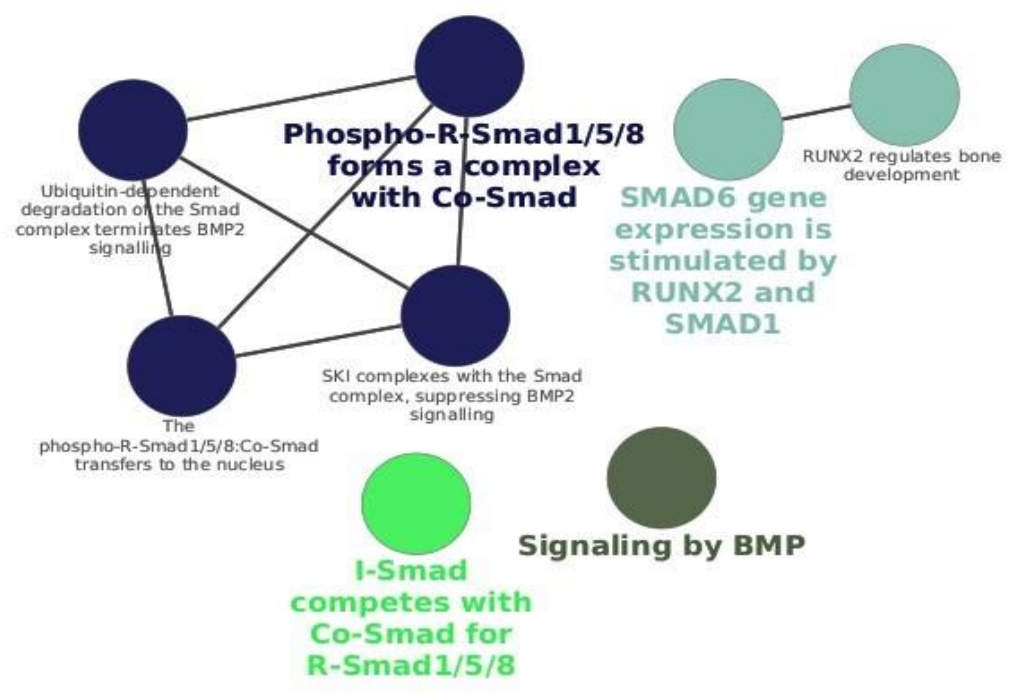 Phospho-R-Smad1/5/8
forms a complex
with Co-Smad
Ubiquitin-dependent
degradation of the Smad
complex terminates BMP2
signalling
RUNX2 regulates bone
development
SMAD6 gene
expression is
stimulated by
RUNX2 and
SMAD1
SKI complexes with the Smad
complex, suppressing BMP2
signalling
The
phospho-R-Smad1/5/8:Co-Smad
transfers to the nucleus
Signaling by BMP
I-Smad
competes with
Co-Smad for
R-Smad1/5/8